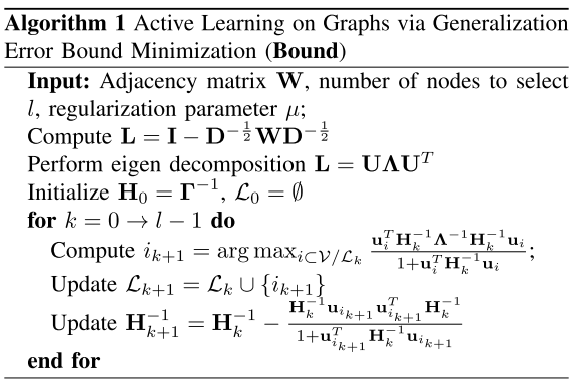 Algorithm 1 Active Learning on Graphs via Generalization
Error Bound Minimization (Bound)
Input: Adjacency matrix W, number of nodes to select
l, regularization parameter μ;
Compute L = I − D^{−1/2}WD^{−1/2}
Perform eigen decomposition L = UΛU^T
Initialize H_0 = Γ^{−1}, ℒ_0 = ∅
for k = 0 → l − 1 do
Compute i_{k+1} = arg max_{i⊂𝒱/ℒ_k} \frac{u_i^T H_k^{−1} Λ^{−1} H_k^{−1} u_i}{1+u_i^T H_k^{−1} u_i};
Update ℒ_{k+1} = ℒ_k ∪ {i_{k+1}}
Update H_{k+1}^{−1} = H_k^{−1} − \frac{H_k^{−1} u_{i_{k+1}} u_{i_{k+1}}^T H_k^{−1}}{1+u_{i_{k+1}}^T H_k^{−1} u_{i_{k+1}}}
end for